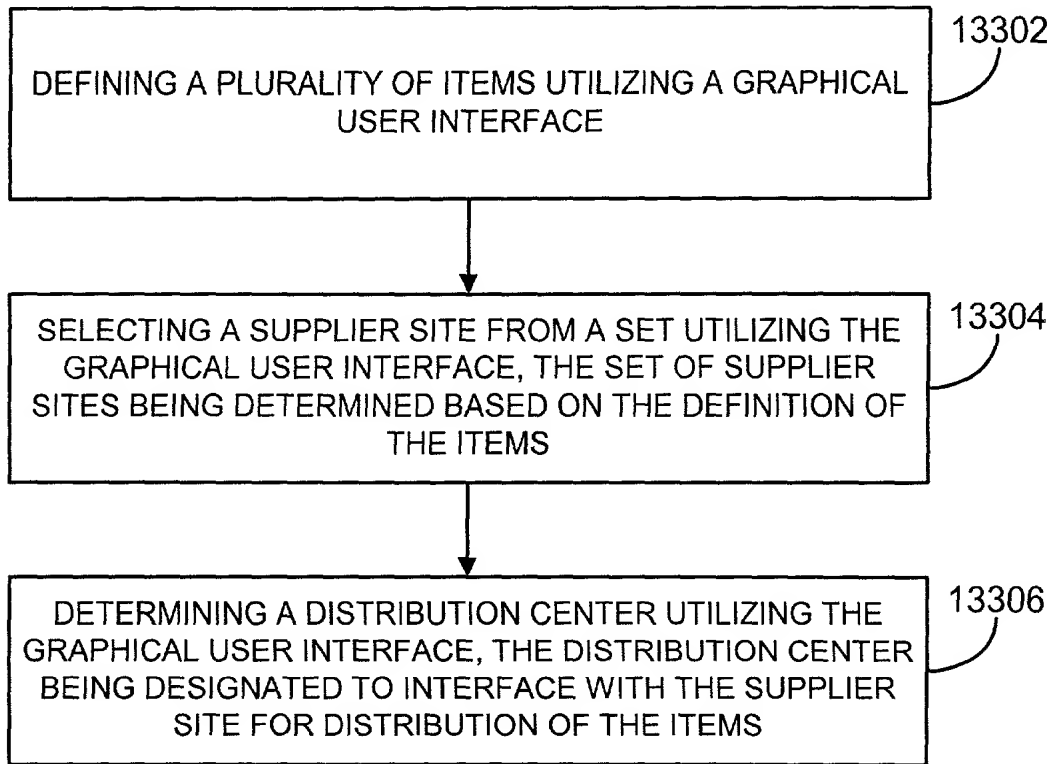 13302
DEFINING A PLURALITY OF ITEMS UTILIZING A GRAPHICAL
USER INTERFACE
13304
SELECTING A SUPPLIER SITE FROM A SET UTILIZING THE
GRAPHICAL USER INTERFACE, THE SET OF SUPPLIER
SITES BEING DETERMINED BASED ON THE DEFINITION OF
THE ITEMS
13306
DETERMINING A DISTRIBUTION CENTER UTILIZING THE
GRAPHICAL USER INTERFACE, THE DISTRIBUTION CENTER
BEING DESIGNATED TO INTERFACE WITH THE SUPPLIER
SITE FOR DISTRIBUTION OF THE ITEMS